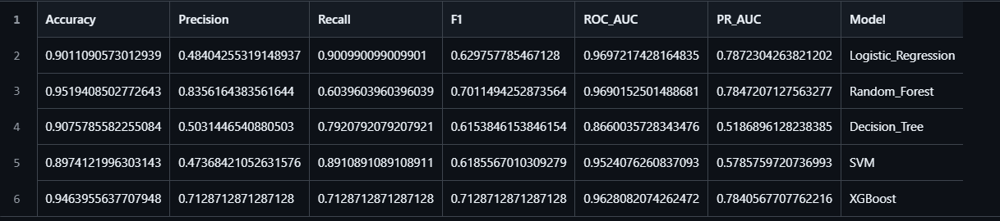 1 Accuracy Precision Recall F1 ROC_AUC PR_AUC Model
2 0.9011090573012939 0.48404255319148937 0.900990099009901 0.629757785467128 0.9697217428164835 0.7872304263821202 Logistic_Regression
3 0.9519408502772643 0.8356164383561644 0.6039603960396039 0.7011494252873564 0.9690152501488681 0.7847207127563277 Random_Forest
4 0.9075785582255084 0.5031446540880503 0.7920792079207921 0.6153846153846154 0.8660035728343476 0.5186896128238385 Decision_Tree
5 0.8974121996303143 0.47368421052631576 0.8910891089108911 0.6185567010309279 0.9524076260837093 0.5785759720736993 SVM
6 0.9463955637707948 0.7128712871287128 0.7128712871287128 0.7128712871287128 0.9628082074262472 0.7840567707762216 XGBoost